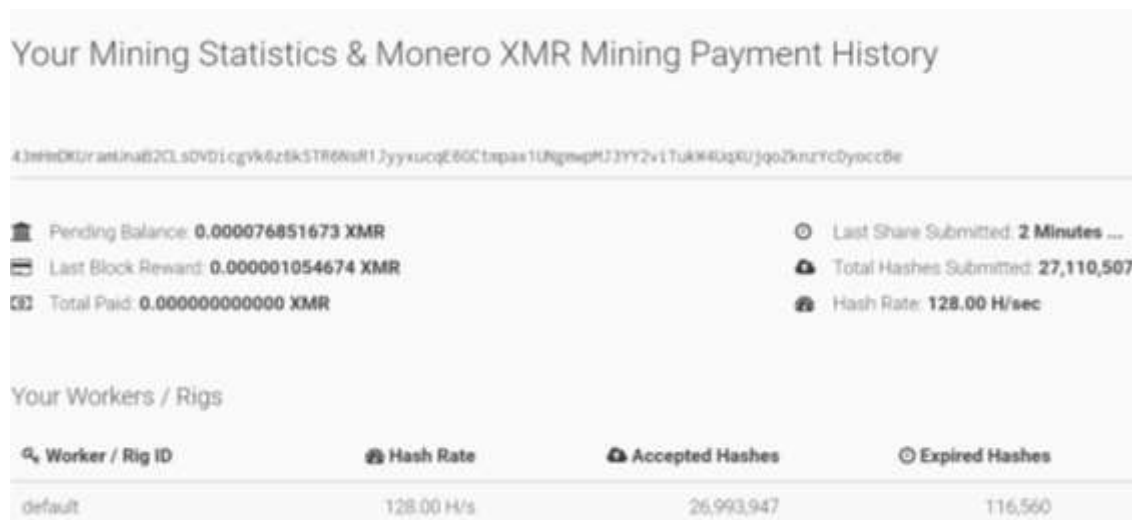 Your Mining Statistics & Monero XMR Mining Payment History
Pending Balance: 0.000076851673 XMR
Last Share Submitted: 2 Minutes ...
Last Block Reward: 0.000001054674 XMR
Total Hashes Submitted: 27,110,507
Total Paid: 0.000000000000 XMR
Hash Rate: 128.00 H/sec
Your Workers / Rigs
Worker / Rig ID Hash Rate Accepted Hashes Expired Hashes
default 128.00 H/s 26,993,947 116,560